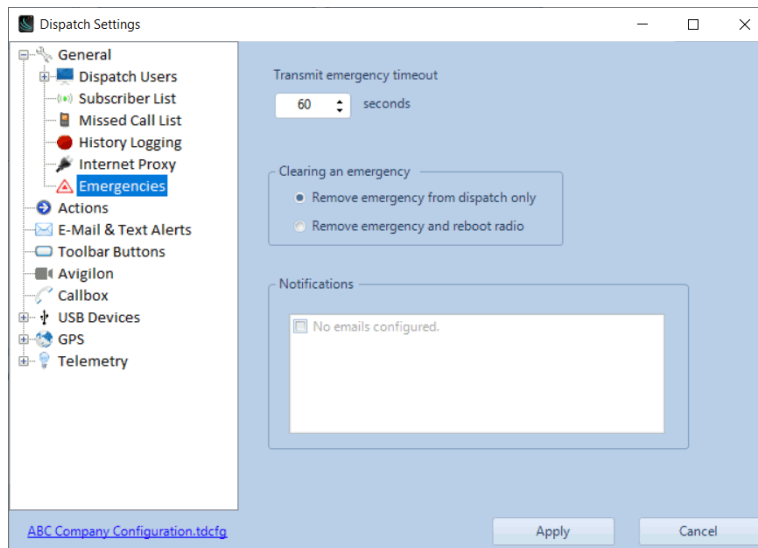 Dispatch Settings
General
Dispatch Users
Subscriber List
Missed Call List
History Logging
Internet Proxy
Emergencies
Actions
E-Mail & Text Alerts
Toolbar Buttons
Avigilon
Callbox
USB Devices
GPS
Telemetry
Transmit emergency timeout
60 seconds
Clearing an emergency
Remove emergency from dispatch only
Remove emergency and reboot radio
Notifications
No emails configured.
ABC Company Configuration.tdcfg
Apply
Cancel